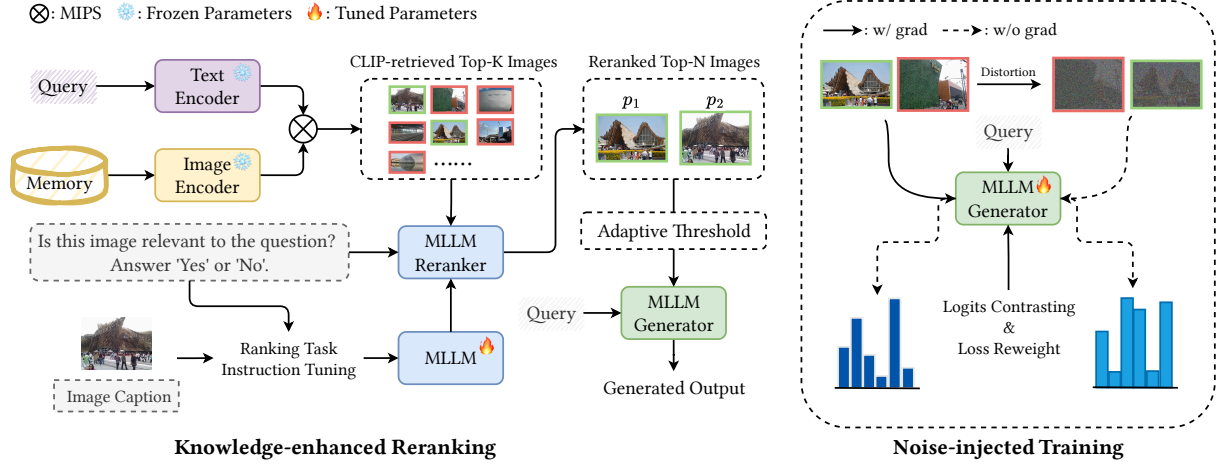 ⊗: MIPS ❄: Frozen Parameters 🔥: Tuned Parameters
Query
Text
Encoder
Memory
Image
Encoder
CLIP-retrieved Top-K Images
......
Reranked Top-N Images
p1
p2
Is this image relevant to the question?
Answer 'Yes' or 'No'.
MLLM
Reranker
Adaptive Threshold
Query
MLLM
Generator
Generated Output
Image Caption
Ranking Task
Instruction Tuning
MLLM
Knowledge-enhanced Reranking
: w/ grad
: w/o grad
Distortion
Query
MLLM
Generator
Logits Contrasting
&
Loss Reweight
Noise-injected Training